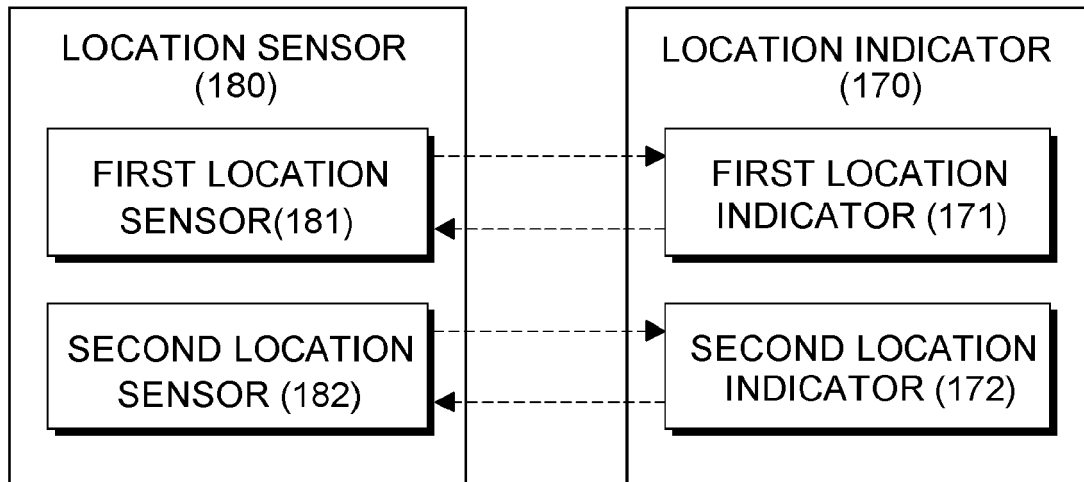 LOCATION SENSOR
(180)
FIRST LOCATION
SENSOR(181)
SECOND LOCATION
SENSOR (182)
LOCATION INDICATOR
(170)
FIRST LOCATION
INDICATOR (171)
SECOND LOCATION
INDICATOR (172)